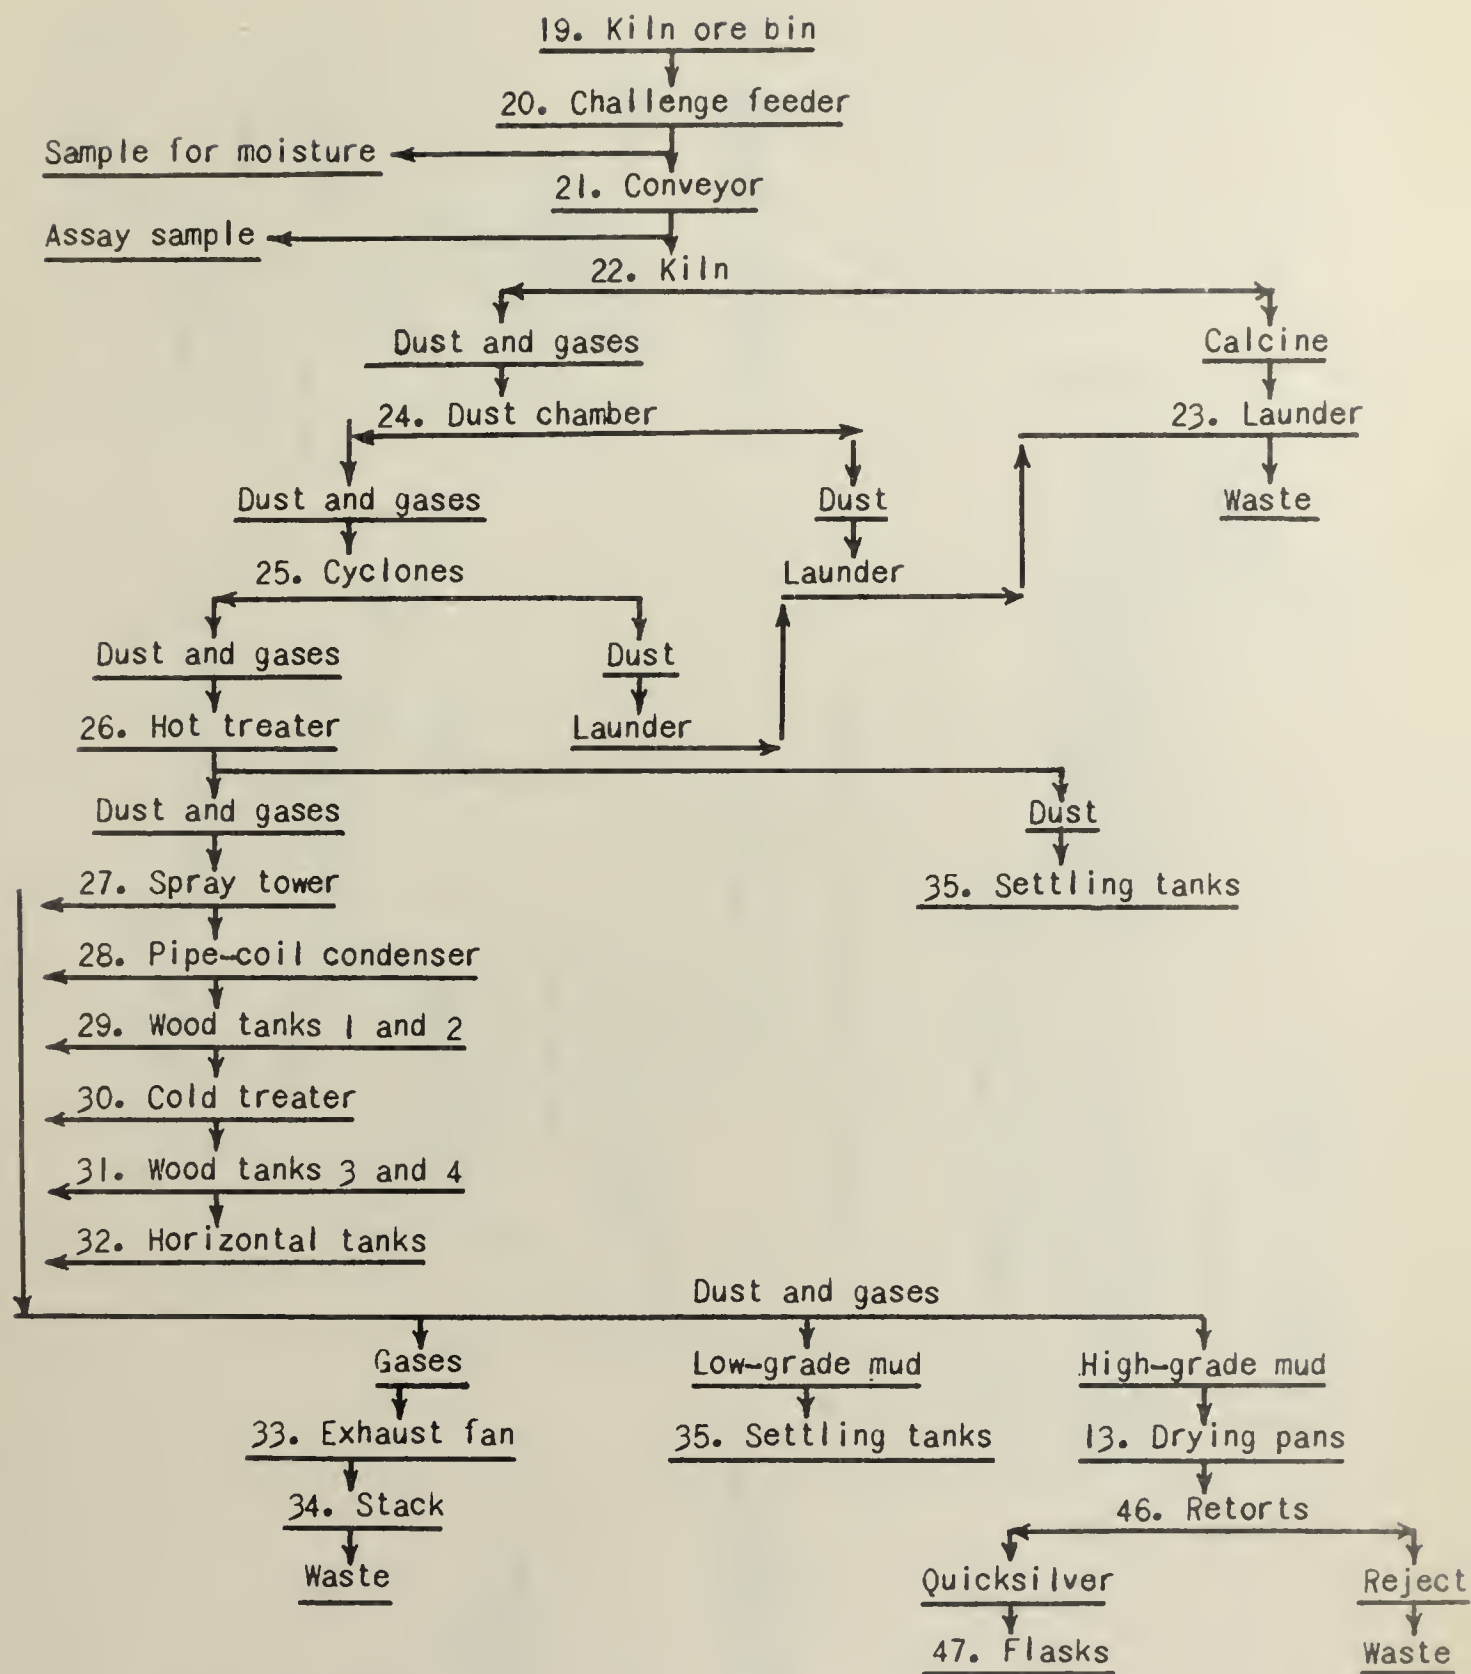 19. Kiln ore bin
20. Challenge feeder
Sample for moisture
21. Conveyor
Assay sample
22. Kiln
Dust and gases
Calcine
24. Dust chamber
23. Launder
Dust and gases
Dust
Waste
25. Cyclones
Launder
Dust and gases
Dust
26. Hot treater
Launder
Dust and gases
Dust
27. Spray tower
35. Settling tanks
28. Pipe-coil condenser
29. Wood tanks 1 and 2
30. Cold treater
31. Wood tanks 3 and 4
32. Horizontal tanks
Dust and gases
Gases
Low-grade mud
High-grade mud
33. Exhaust fan
35. Settling tanks
13. Drying pans
34. Stack
46. Retorts
Waste
Quicksilver
Reject
47. Flasks
Waste